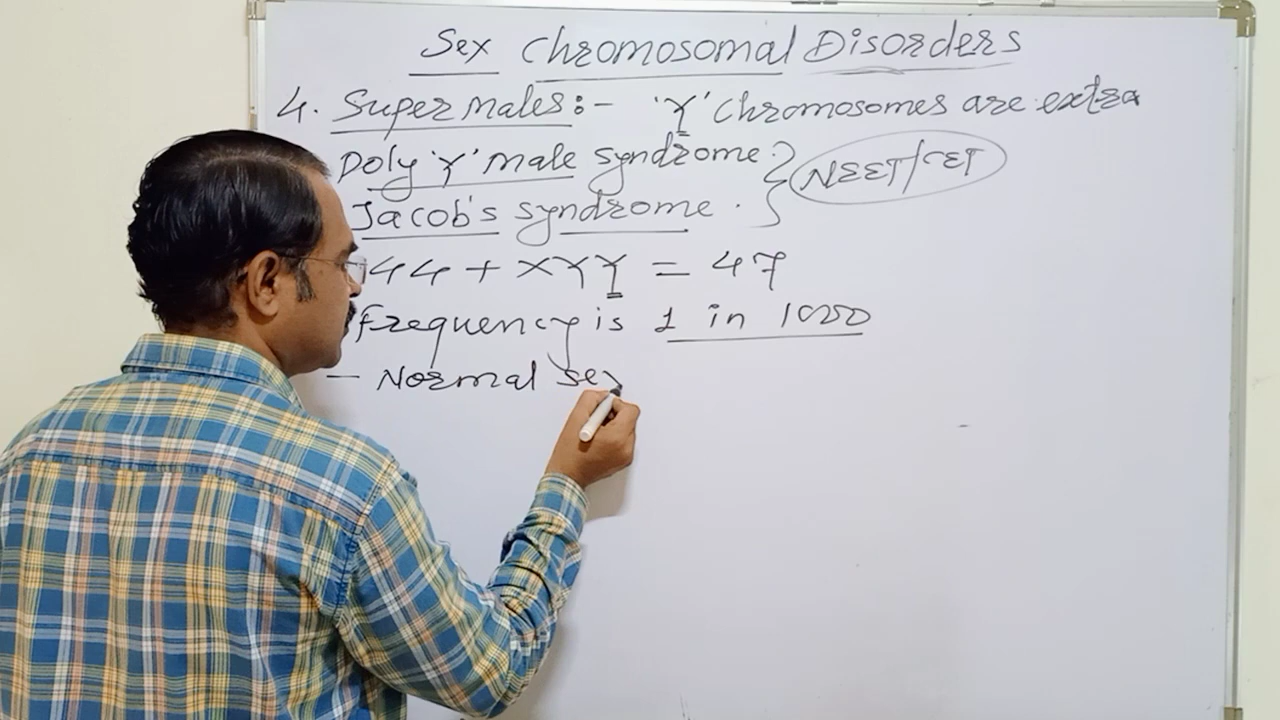 Sex Chromosomal Disorders
4. Super males:- 'Y' Chromosomes are extra
Poly 'Y' male syndrome.
Jacob's syndrome.
NEET/CET
44 + XYY = 47
frequency is 1 in 1000
- Normal sex